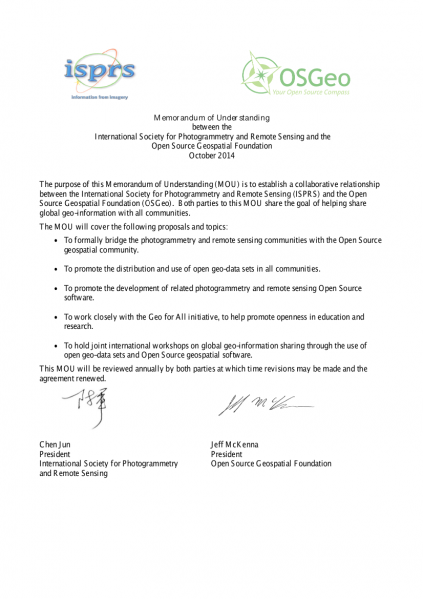 isprs
information from imagery
OSGeo
Your Open Source Compass
Memorandum of Understanding
between the
International Society for Photogrammetry and Remote Sensing and the
Open Source Geospatial Foundation
October 2014
The purpose of this Memorandum of Understanding (MOU) is to establish a collaborative relationship
between the International Society for Photogrammetry and Remote Sensing (ISPRS) and the Open
Source Geospatial Foundation (OSGeo). Both parties to this MOU share the goal of helping share
global geo-information with all communities.
The MOU will cover the following proposals and topics:
• To formally bridge the photogrammetry and remote sensing communities with the Open Source
geospatial community.
• To promote the distribution and use of open geo-data sets in all communities.
• To promote the development of related photogrammetry and remote sensing Open Source
software.
• To work closely with the Geo for All initiative, to help promote openness in education and
research.
• To hold joint international workshops on global geo-information sharing through the use of
open geo-data sets and Open Source geospatial software.
This MOU will be reviewed annually by both parties at which time revisions may be made and the
agreement renewed.
Chen Jun
President
International Society for Photogrammetry
and Remote Sensing
Jeff McKenna
President
Open Source Geospatial Foundation